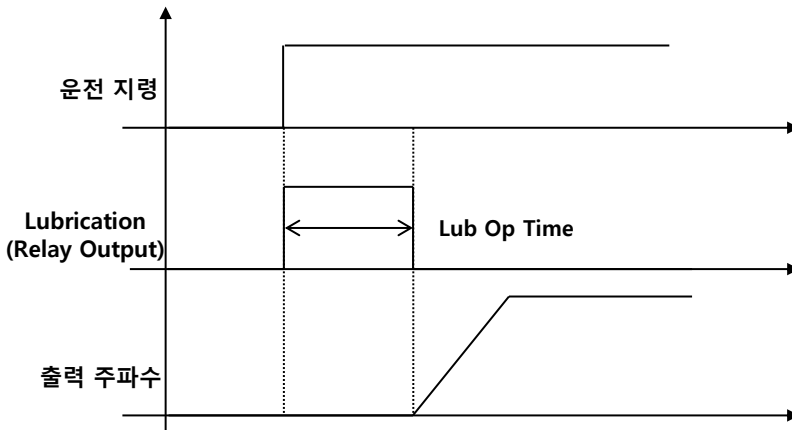 운전 지령
Lubrication
(Relay Output)
Lub Op Time
출력 주파수